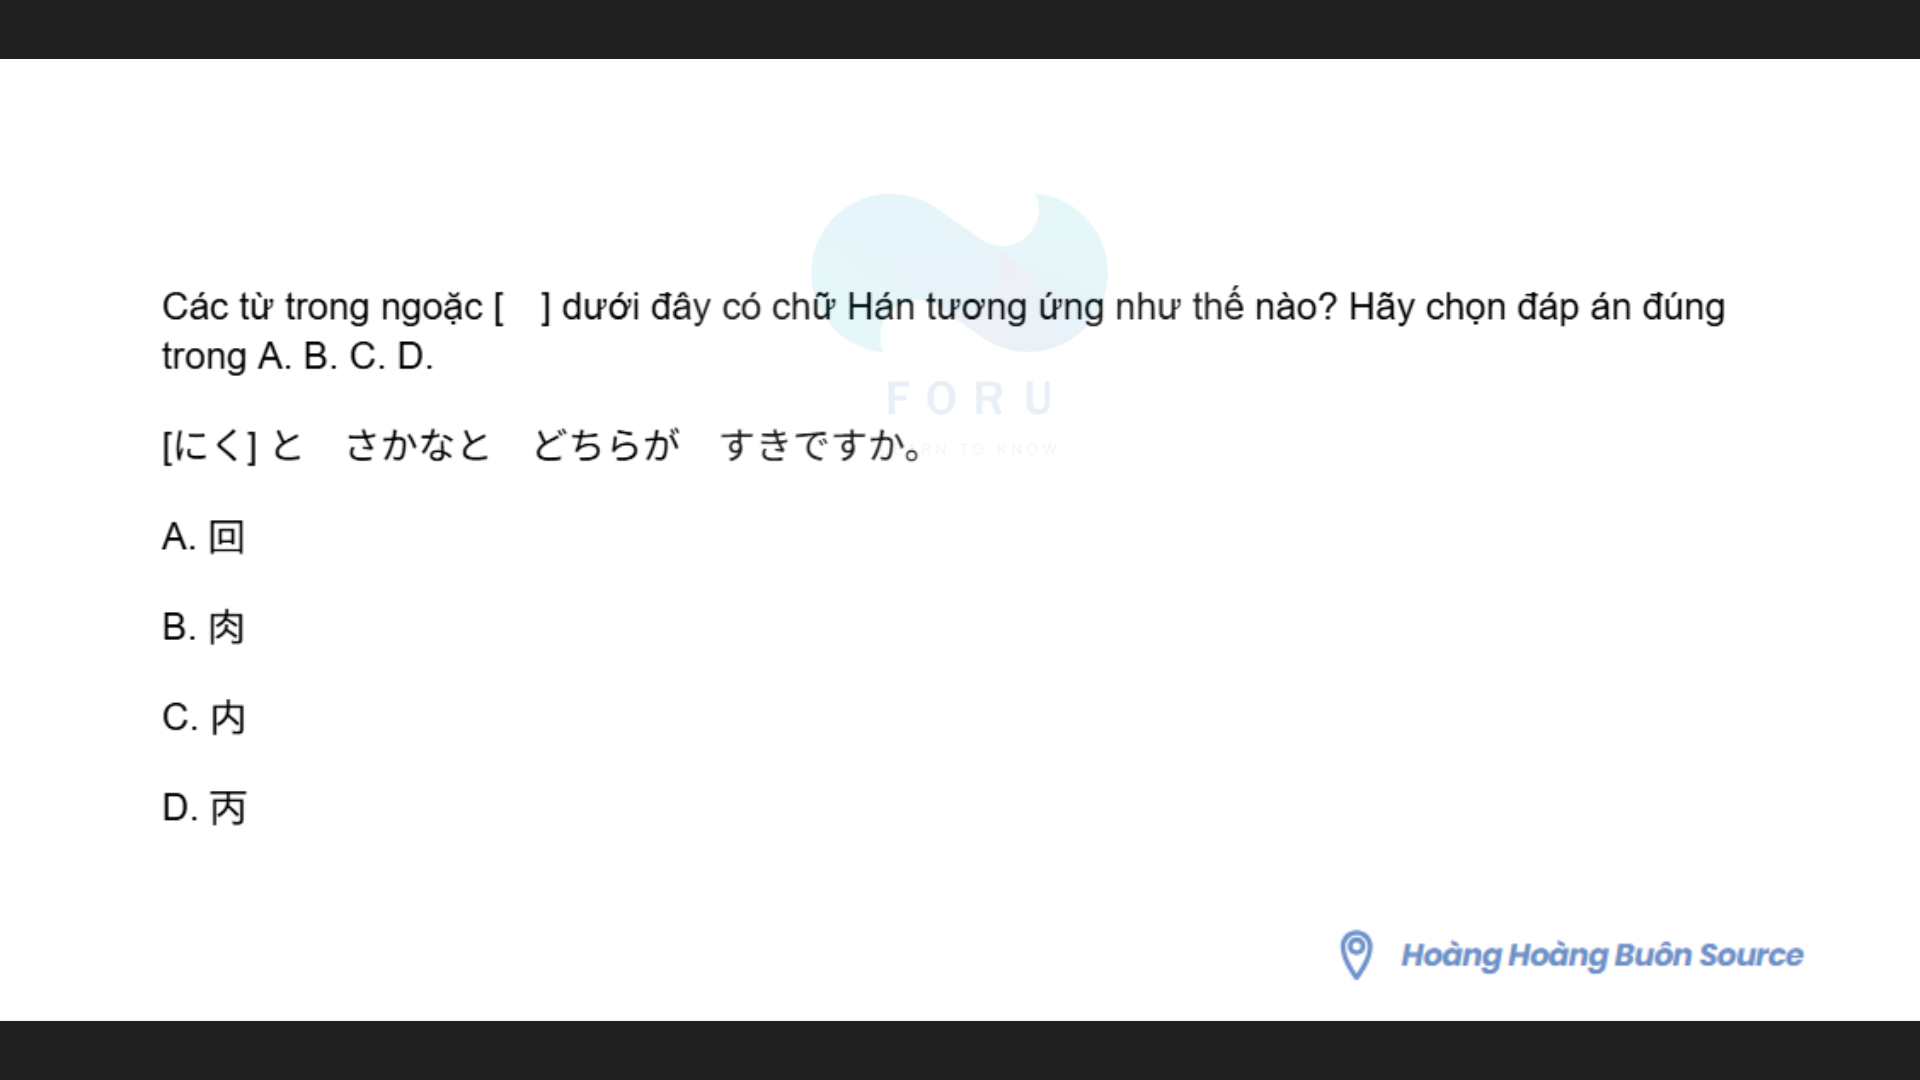 Các từ trong ngoặc [　] dưới đây có chữ Hán tương ứng như thế nào? Hãy chọn đáp án đúng
trong A. B. C. D.
FORU
[にく] と　さかなと　どちらが　すきですか。
TO KNOW
A. 回
B. 肉
C. 内
D. 丙
Hoàng Hoàng Buôn Source